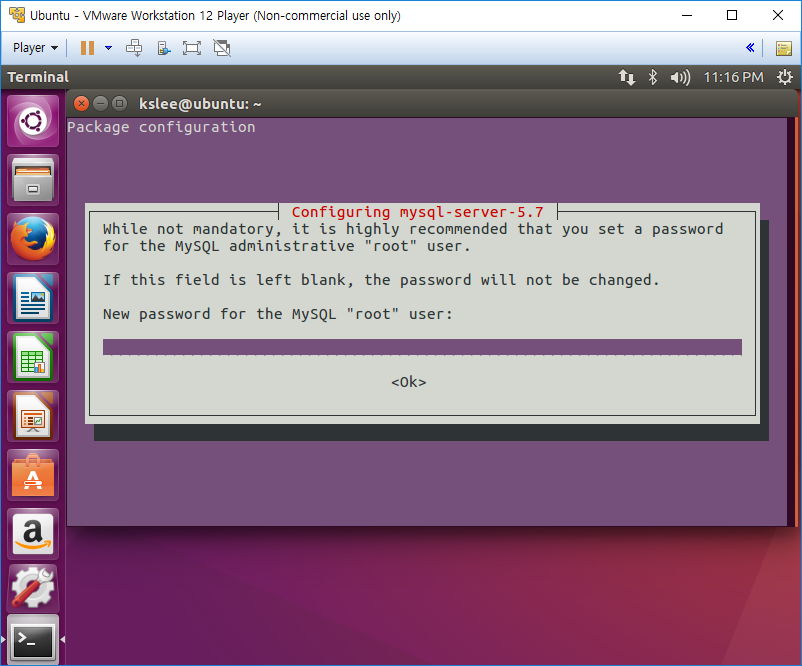 Ubuntu - VMware Workstation 12 Player (Non-commercial use only)
Player
Terminal
11:16 PM
kslee@ubuntu: ~
Package configuration
Configuring mysql-server-5.7
While not mandatory, it is highly recommended that you set a password
for the MySQL administrative "root" user.
If this field is left blank, the password will not be changed.
New password for the MySQL "root" user:
<Ok>
A
a
>_